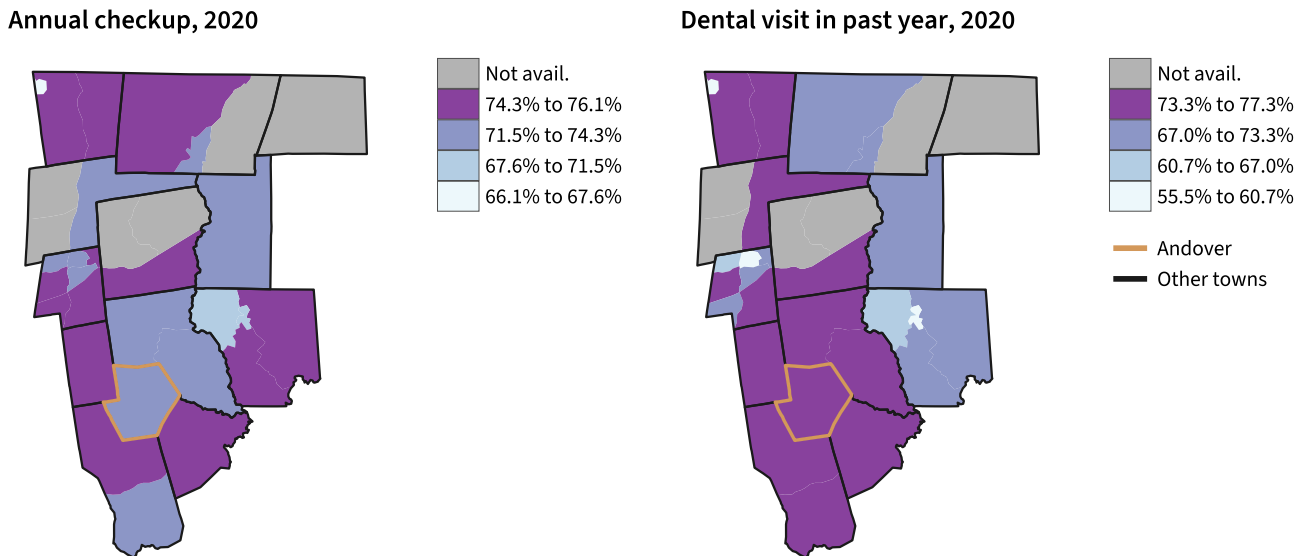 Annual checkup, 2020
Not avail.
74.3% to 76.1%
71.5% to 74.3%
67.6% to 71.5%
66.1% to 67.6%
Dental visit in past year, 2020
Not avail.
73.3% to 77.3%
67.0% to 73.3%
60.7% to 67.0%
55.5% to 60.7%
Andover
Other towns